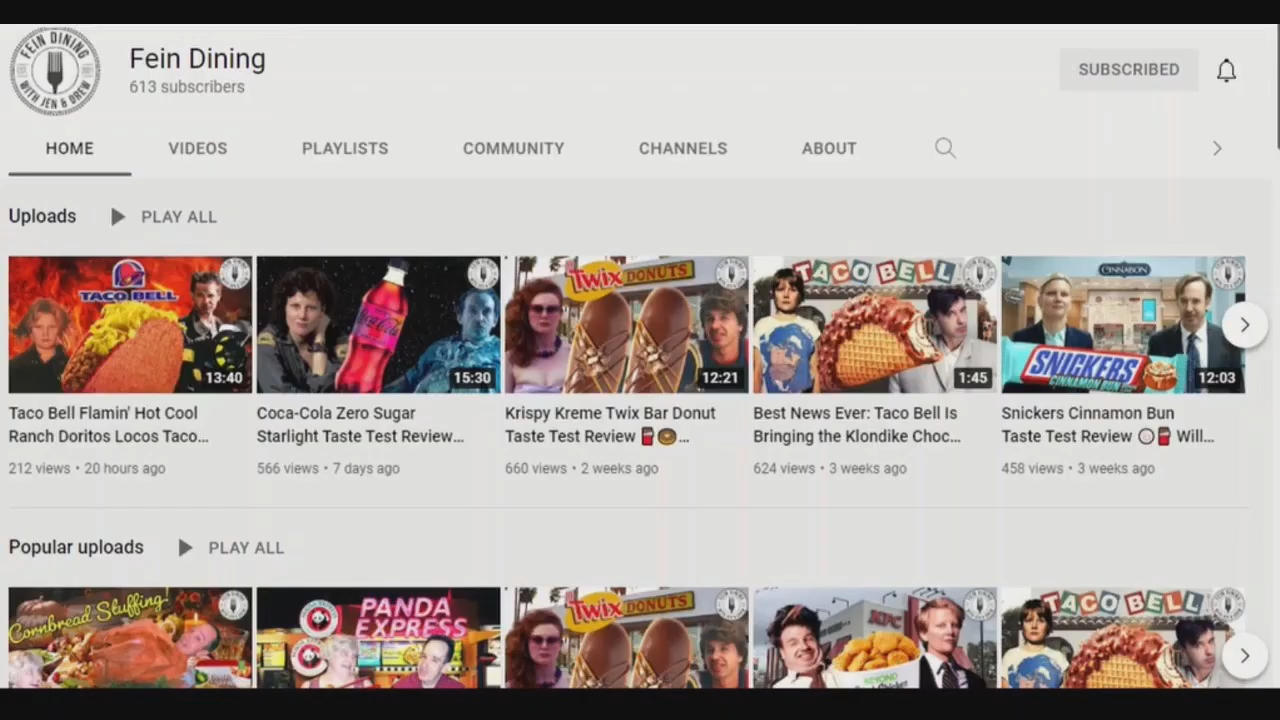 FEIN DINING
WITH JEN & DREW
Fein Dining
613 subscribers
SUBSCRIBED
HOME
VIDEOS
PLAYLISTS
COMMUNITY
CHANNELS
ABOUT
Uploads
PLAY ALL
TACO BELL
13:40
Coca-Cola
15:30
Twix DONUTS
12:21
TACO BELL
1:45
CINNABON
SNICKERS
CINNAMON BUN
12:03
Taco Bell Flamin' Hot Cool
Ranch Doritos Locos Taco...
212 views • 20 hours ago
Coca-Cola Zero Sugar
Starlight Taste Test Review...
566 views • 7 days ago
Krispy Kreme Twix Bar Donut
Taste Test Review 🍫🍩...
660 views • 2 weeks ago
Best News Ever: Taco Bell Is
Bringing the Klondike Choc...
624 views • 3 weeks ago
Snickers Cinnamon Bun
Taste Test Review Will...
458 views • 3 weeks ago
Popular uploads
PLAY ALL
Cornbread Stuffing!
PANDA
EXPRESS
Twix DONUTS
KFC
BEYOND
TACO BELL